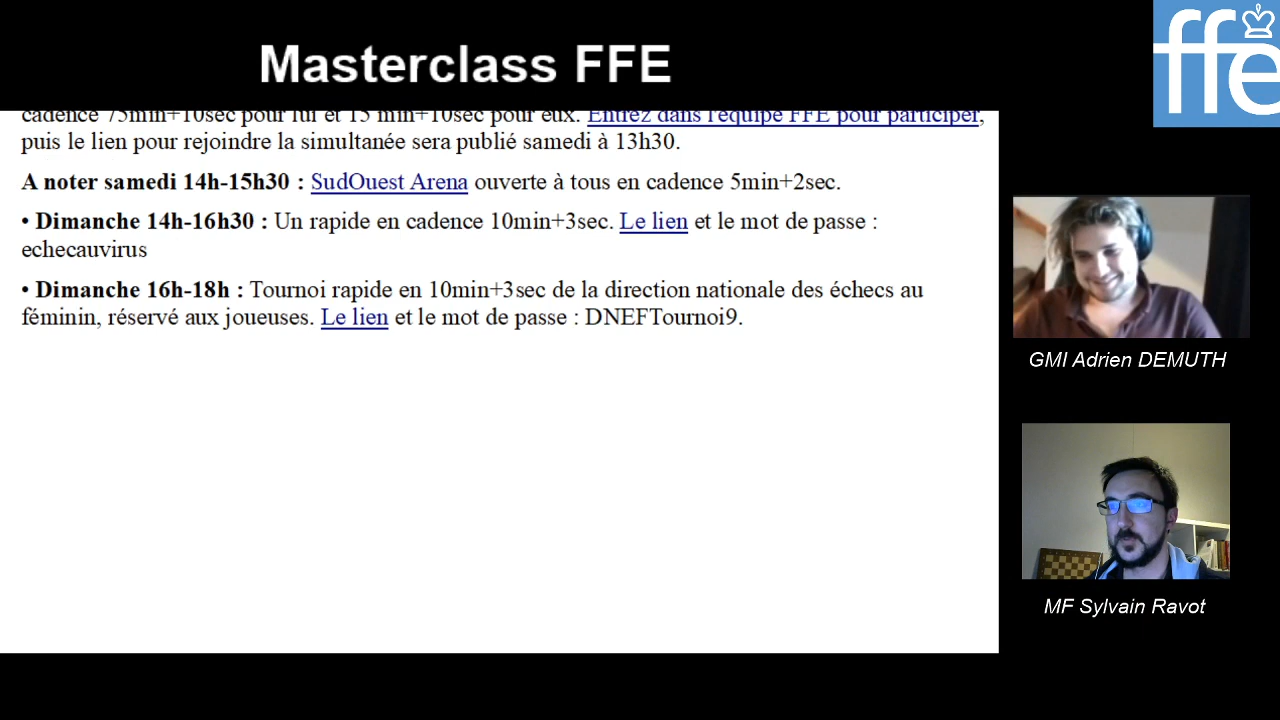 Masterclass FFE
ffe
cadence 75min+10sec pour lui et 15 min+10sec pour eux. Entrez dans l'équipe FFE pour participer,
puis le lien pour rejoindre la simultanée sera publié samedi à 13h30.
A noter samedi 14h-15h30 : SudOuest Arena ouverte à tous en cadence 5min+2sec.
• Dimanche 14h-16h30 : Un rapide en cadence 10min+3sec. Le lien et le mot de passe :
echecauvirus
• Dimanche 16h-18h : Tournoi rapide en 10min+3sec de la direction nationale des échecs au
féminin, réservé aux joueuses. Le lien et le mot de passe : DNEFTournoi9.
GMI Adrien DEMUTH
MF Sylvain Ravot